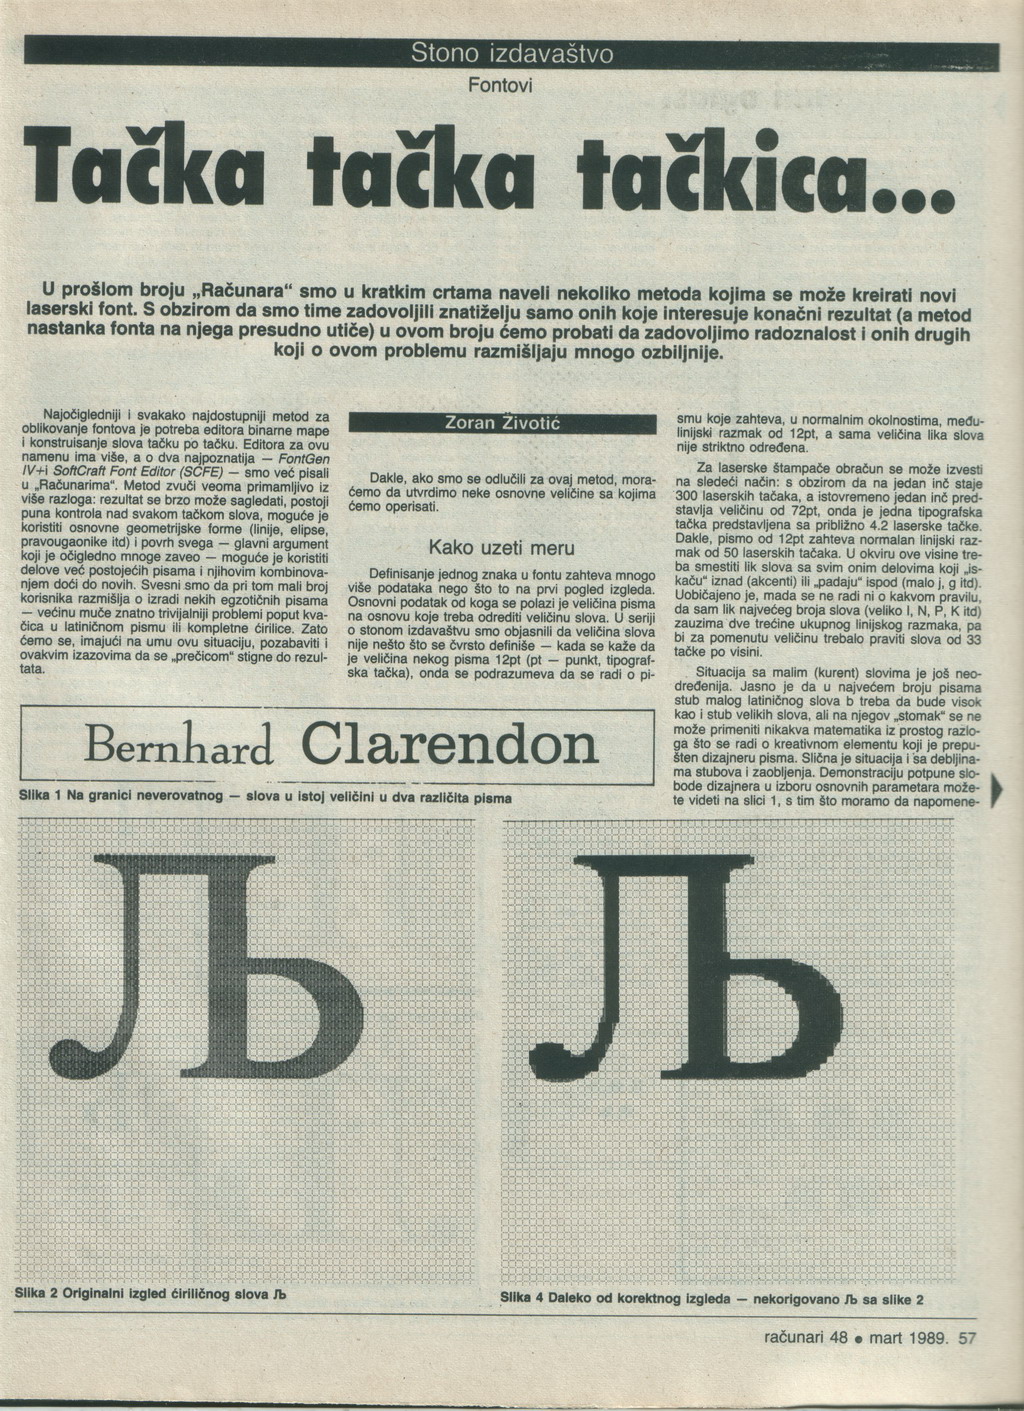 Stono izdavaštvo
Fontovi
Tačka tačka tačkica...
U prošlom broju „Računara“ smo u kratkim crtama naveli nekoliko metoda kojima se može kreirati novi
laserski font. S obzirom da smo time zadovoljili znatiželju samo onih koje interesuje konačni rezultat (a metod
nastanka fonta na njega presudno utiče) u ovom broju ćemo probati da zadovoljimo radoznalost i onih drugih
koji o ovom problemu razmišljaju mnogo ozbiljnije.
Najočigledniji i svakako najdostupniji metod za
oblikovanje fontova je potreba editora binarne mape
i konstruisanje slova tačku po tačku. Editora za ovu
namenu ima više, a o dva najpoznatija — FontGen
IV+i SoftCraft Font Editor (SCFE) — smo već pisali
u „Računarima“. Metod zvuči veoma primamljivo iz
više razloga: rezultat se brzo može sagledati, postoji
puna kontrola nad svakom tačkom slova, moguće je
koristiti osnovne geometrijske forme (linije, elipse,
pravougaonike itd) i povrh svega — glavni argument
koji je očigledno mnoge zaveo — moguće je koristiti
delove već postojećih pisama i njihovim kombinova-
njem doći do novih. Svesni smo da pri tom mali broj
korisnika razmišlja o izradi nekih egzotičnih pisama
— većinu muče znatno trivijalniji problemi poput kva-
čica u latiničnom pismu ili kompletne ćirilice. Zato
ćemo se, imajući na umu ovu situaciju, pozabaviti i
ovakvim izazovima da se „prečicom“ stigne do rezul-
tata.
Zoran Životić
Dakle, ako smo se odlučili za ovaj metod, mora-
ćemo da utvrdimo neke osnovne veličine sa kojima
ćemo operisati.
Kako uzeti meru
Definisanje jednog znaka u fontu zahteva mnogo
više podataka nego što to na prvi pogled izgleda.
Osnovni podatak od koga se polazi je veličina pisma
na osnovu koje treba odrediti veličinu slova. U seriji
o stonom izdavaštvu smo objasnili da veličina slova
nije nešto što se čvrsto definiše — kada se kaže da
je veličina nekog pisma 12pt (pt — punkt, tipograf-
ska tačka), onda se podrazumeva da se radi o pi-
smu koje zahteva, u normalnim okolnostima, među-
linijski razmak od 12pt, a sama veličina lika slova
nije striktno određena.
Za laserske štampače obračun se može izvesti
na sledeći način: s obzirom da na jedan inč staje
300 laserskih tačaka, a istovremeno jedan inč pred-
stavlja veličinu od 72pt, onda je jedna tipografska
tačka predstavljena sa približno 4.2 laserske tačke.
Dakle, pismo od 12pt zahteva normalan linijski raz-
mak od 50 laserskih tačaka. U okviru ove visine tre-
ba smestiti lik slova sa svim onim delovima koji „is-
kaču“ iznad (akcenti) ili „padaju“ ispod (malo j, g itd).
Uobičajeno je, mada se ne radi ni o kakvom pravilu,
da sam lik najvećeg broja slova (veliko I, N, P, K itd)
zauzima dve trećine ukupnog linijskog razmaka, pa
bi za pomenutu veličinu trebalo praviti slova od 33
tačke po visini.
Situacija sa malim (kurent) slovima je još neo-
dređenija. Jasno je da u najvećem broju pisama
stub malog latiničnog slova b treba da bude visok
kao i stub velikih slova, ali na njegov „stomak“ se ne
može primeniti nikakva matematika iz prostog razlo-
ga što se radi o kreativnom elementu koji je prepu-
šten dizajneru pisma. Slična je situacija i sa debljina-
ma stubova i zaobljenja. Demonstraciju potpune slo-
bode dizajnera u izboru osnovnih parametara može-
te videti na slici 1, s tim što moramo da napomene-
Bernhard Clarendon
Slika 1 Na granici neverovatnog — slova u istoj veličini u dva različita pisma
Љ
Љ
Slika 2 Originalni izgled ćiriličnog slova Љ
Slika 4 Daleko od korektnog izgleda — nekorigovano Љ sa slike 2
računari 48 • mart 1989. 57